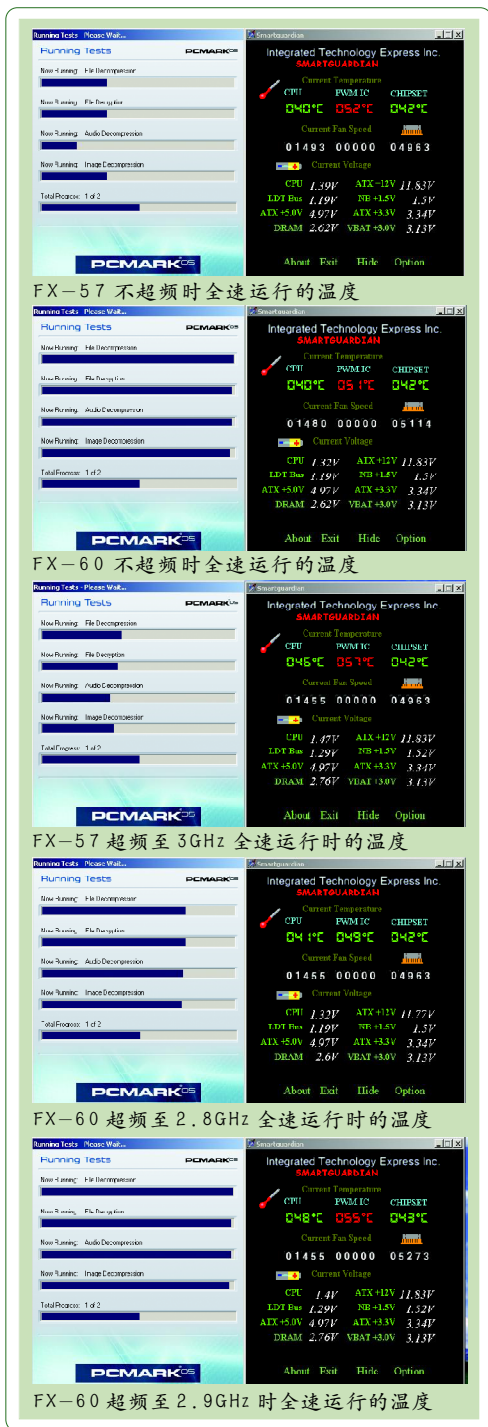 Running Tests Please Wait...
Running Tests PCMARK05
Now Running: File Decompression
Now Running: File Decryption
Now Running: Audio Decompression
Now Running: Image Decompression
Total Progress: 1 of 2
PCMARK05
Smartguardian
Integrated Technology Express Inc.
SMARTGUARDIAN
Current Temperature
CPU PWM IC CHIPSET
040°C 052°C 042°C
Current Fan Speed
01493 00000 04963
Current Voltage
CPU 1.39V ATX +12V 11.83V
LDT Bus 1.19V NB +1.5V 1.5V
ATX +5.0V 4.97V ATX +3.3V 3.34V
DRAM 2.62V VBAT +3.0V 3.13V
About Exit Hide Option
FX-57 不超频时全速运行的温度
Running Tests Please Wait...
Running Tests PCMARK05
Now Running: File Decompression
Now Running: File Decryption
Now Running: Audio Decompression
Now Running: Image Decompression
Total Progress: 1 of 2
PCMARK05
Smartguardian
Integrated Technology Express Inc.
SMARTGUARDIAN
Current Temperature
CPU PWM IC CHIPSET
040°C 051°C 042°C
Current Fan Speed
01480 00000 05114
Current Voltage
CPU 1.32V ATX +12V 11.83V
LDT Bus 1.19V NB +1.5V 1.5V
ATX +5.0V 4.97V ATX +3.3V 3.34V
DRAM 2.62V VBAT +3.0V 3.13V
About Exit Hide Option
FX-60 不超频时全速运行的温度
Running Tests - Please Wait...
Running Tests PCMARK05
Now Running: File Decompression
Now Running: File Decryption
Now Running: Audio Decompression
Now Running: Image Decompression
Total Progress: 1 of 2
PCMARK05
Smartguardian
Integrated Technology Express Inc.
SMARTGUARDIAN
Current Temperature
CPU PWM IC CHIPSET
046°C 057°C 042°C
Current Fan Speed
01455 00000 04963
Current Voltage
CPU 1.47V ATX +12V 11.83V
LDT Bus 1.29V NB +1.5V 1.52V
ATX +5.0V 4.97V ATX +3.3V 3.34V
DRAM 2.76V VBAT +3.0V 3.13V
About Exit Hide Option
FX-57 超频至3GHz 全速运行时的温度
Running Tests Please Wait...
Running Tests PCMARK05
Now Running: File Decompression
Now Running: File Decryption
Now Running: Audio Decompression
Now Running: Image Decompression
Total Progress: 1 of 2
PCMARK05
Smartguardian
Integrated Technology Express Inc.
SMARTGUARDIAN
Current Temperature
CPU PWM IC CHIPSET
041°C 049°C 042°C
Current Fan Speed
01455 00000 04963
Current Voltage
CPU 1.32V ATX +12V 11.77V
LDT Bus 1.19V NB +1.5V 1.5V
ATX +5.0V 4.97V ATX +3.3V 3.34V
DRAM 2.6V VBAT +3.0V 3.13V
About Exit Hide Option
FX-60 超频至2.8GHz 全速运行时的温度
Running Tests Please Wait...
Running Tests PCMARK05
Now Running: File Decompression
Now Running: File Decryption
Now Running: Audio Decompression
Now Running: Image Decompression
Total Progress: 1 of 2
PCMARK05
Smartguardian
Integrated Technology Express Inc.
SMARTGUARDIAN
Current Temperature
CPU PWM IC CHIPSET
048°C 055°C 043°C
Current Fan Speed
01455 00000 05273
Current Voltage
CPU 1.4V ATX +12V 11.83V
LDT Bus 1.29V NB +1.5V 1.52V
ATX +5.0V 4.97V ATX +3.3V 3.34V
DRAM 2.76V VBAT +3.0V 3.13V
About Exit Hide Option
FX-60 超频至2.9GHz 时全速运行的温度